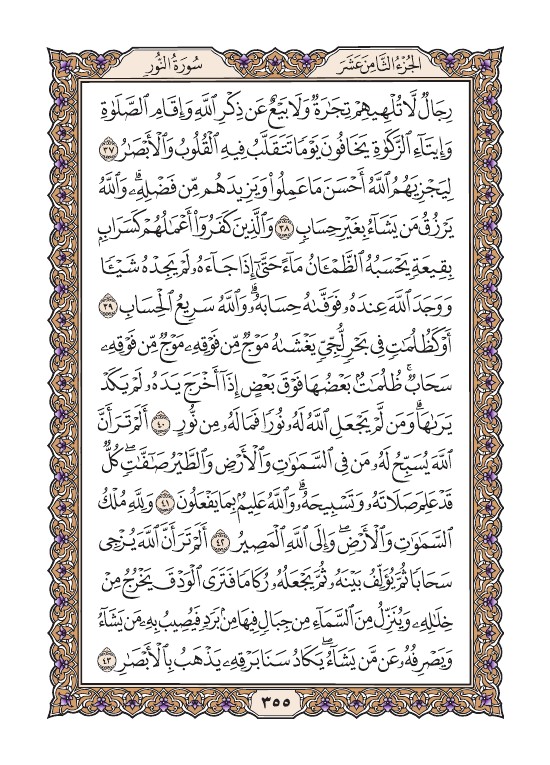 الجزء الثامن عشر
سورة النور
رِجَالٌ لَّا تُلْهِيهِمْ تِجَٰرَةٌ وَلَا بَيْعٌ عَن ذِكْرِ ٱللَّهِ وَإِقَامِ ٱلصَّلَوٰةِ
وَإِيتَآءِ ٱلزَّكَوٰةِ يَخَافُونَ يَوْمًا تَتَقَلَّبُ فِيهِ ٱلْقُلُوبُ وَٱلْأَبْصَٰرُ ٣٧
لِيَجْزِيَهُمُ ٱللَّهُ أَحْسَنَ مَا عَمِلُوا۟ وَيَزِيدَهُم مِّن فَضْلِهِۦۗ وَٱللَّهُ
يَرْزُقُ مَن يَشَآءُ بِغَيْرِ حِسَابٍ ٣٨ وَٱلَّذِينَ كَفَرُوٓا۟ أَعْمَٰلُهُمْ كَسَرَابٍۭ
بِقِيعَةٍ يَحْسَبُهُ ٱلظَّمْـَٔانُ مَآءً حَتَّىٰٓ إِذَا جَآءَهُۥ لَمْ يَجِدْهُ شَيْـًٔا
وَوَجَدَ ٱللَّهَ عِندَهُۥ فَوَفَّىٰهُ حِسَابَهُۥۗ وَٱللَّهُ سَرِيعُ ٱلْحِسَابِ ٣٩
أَوْ كَظُلُمَٰتٍ فِى بَحْرٍ لُّجِّىٍّ يَغْشَىٰهُ مَوْجٌ مِّن فَوْقِهِۦ مَوْجٌ مِّن فَوْقِهِۦ
سَحَابٌۚ ظُلُمَٰتٌۢ بَعْضُهَا فَوْقَ بَعْضٍ إِذَآ أَخْرَجَ يَدَهُۥ لَمْ يَكَدْ
يَرَىٰهَاۗ وَمَن لَّمْ يَجْعَلِ ٱللَّهُ لَهُۥ نُورًا فَمَا لَهُۥ مِن نُّورٍ ٤٠ أَلَمْ تَرَ أَنَّ
ٱللَّهَ يُسَبِّحُ لَهُۥ مَن فِى ٱلسَّمَٰوَٰتِ وَٱلْأَرْضِ وَٱلطَّيْرُ صَٰٓفَّٰتٍۖ كُلٌّ
قَدْ عَلِمَ صَلَاتَهُۥ وَتَسْبِيحَهُۥۗ وَٱللَّهُ عَلِيمٌۢ بِمَا يَفْعَلُونَ ٤١ وَلِلَّهِ مُلْكُ
ٱلسَّمَٰوَٰتِ وَٱلْأَرْضِۖ وَإِلَى ٱللَّهِ ٱلْمَصِيرُ ٤٢ أَلَمْ تَرَ أَنَّ ٱللَّهَ يُزْجِى
سَحَابًا ثُمَّ يُؤَلِّفُ بَيْنَهُۥ ثُمَّ يَجْعَلُهُۥ رُكَامًا فَتَرَى ٱلْوَدْقَ يَخْرُجُ مِنْ
خِلَٰلِهِۦ وَيُنَزِّلُ مِنَ ٱلسَّمَآءِ مِن جِبَالٍ فِيهَا مِنۢ بَرَدٍ فَيُصِيبُ بِهِۦ مَن يَشَآءُ
وَيَصْرِفُهُۥ عَن مَّن يَشَآءُۖ يَكَادُ سَنَا بَرْقِهِۦ يَذْهَبُ بِٱلْأَبْصَٰرِ ٤٣
٣٥٥